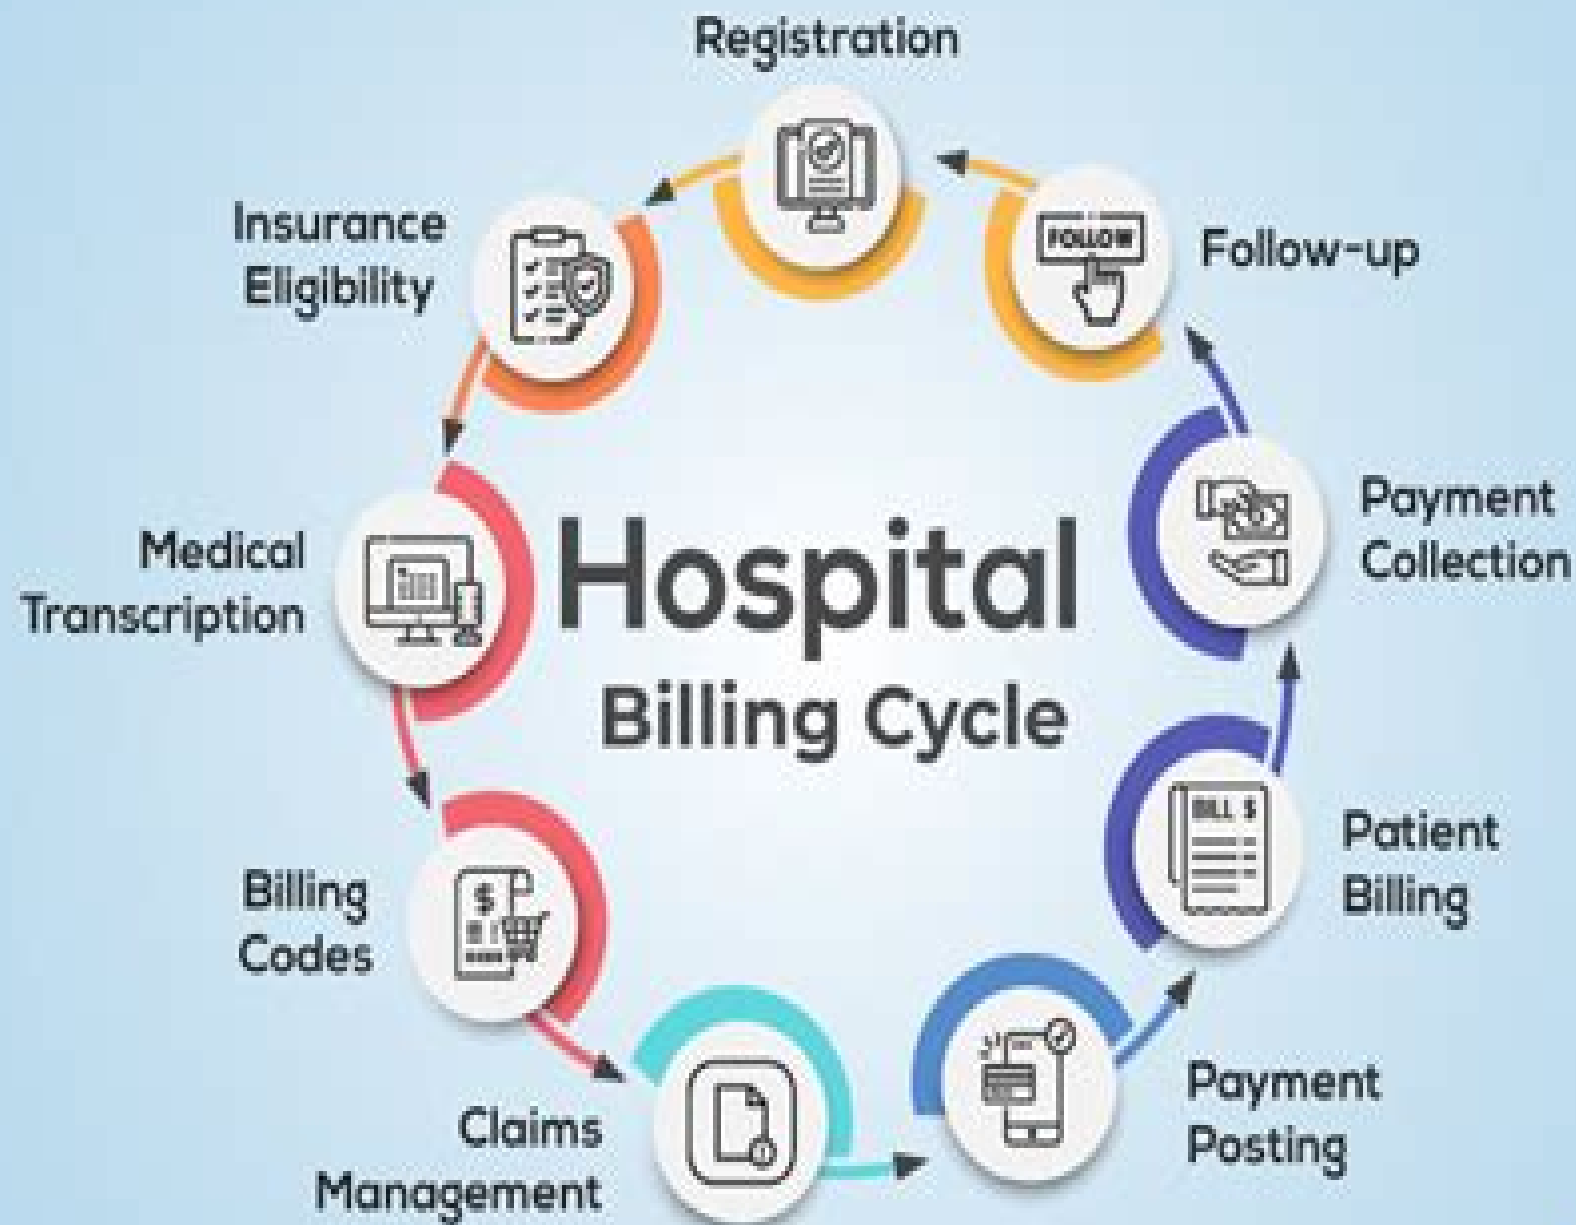 Registration
Insurance
Eligibility
FOLLOW
Follow-up
Medical
Transcription
Hospital
Billing Cycle
Payment
Collection
Billing
Codes
$
BILL $
Patient
Billing
Claims
Management
Payment
Posting